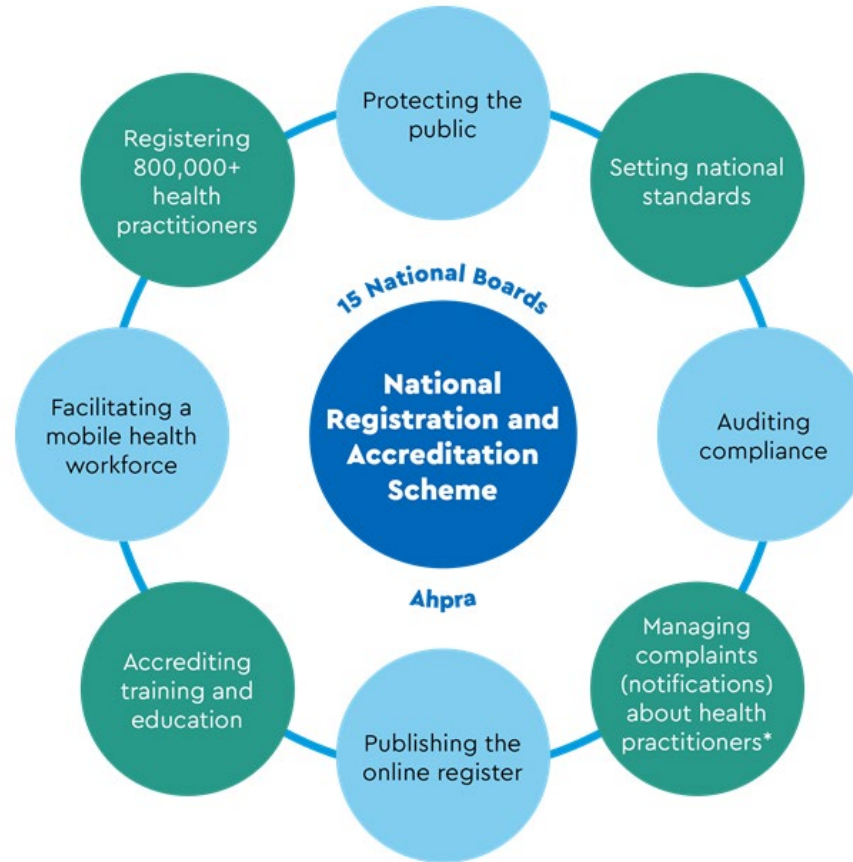 Protecting the
public
Setting national
standards
Auditing
compliance
Managing
complaints
(notifications)
about health
practitioners*
Publishing the
online register
Accrediting
training and
education
Facilitating a
mobile health
workforce
Registering
800,000+
health
practitioners
15 National Boards
National
Registration and
Accreditation
Scheme
Ahpra